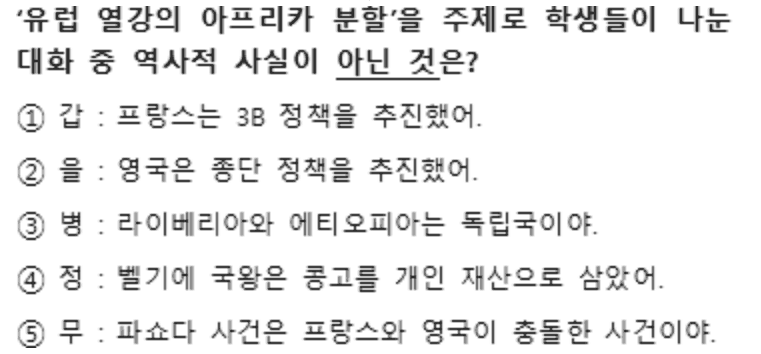 ‘유럽 열강의 아프리카 분할’을 주제로 학생들이 나눈
대화 중 역사적 사실이 아닌 것은?
① 갑 : 프랑스는 3B 정책을 추진했어.
② 을 : 영국은 종단 정책을 추진했어.
③ 병 : 라이베리아와 에티오피아는 독립국이야.
④ 정 : 벨기에 국왕은 콩고를 개인 재산으로 삼았어.
⑤ 무 : 파쇼다 사건은 프랑스와 영국이 충돌한 사건이야.